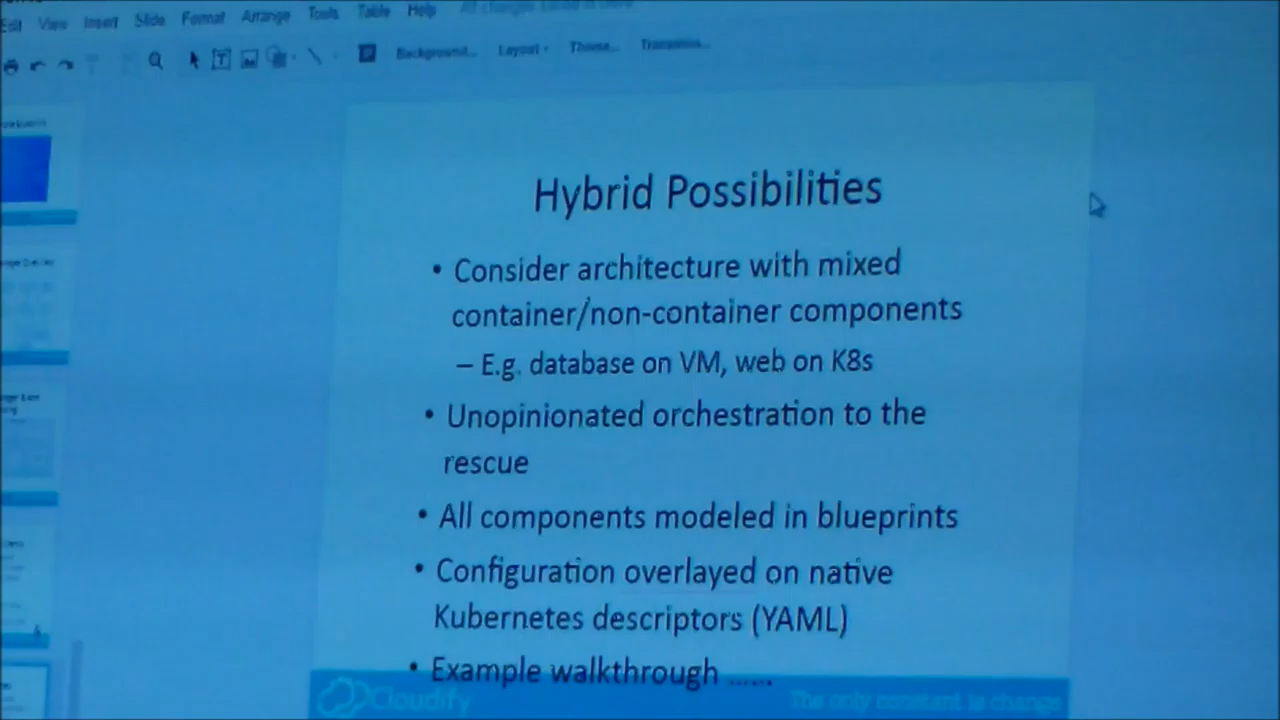 Edit View Insert Slide Format Arrange Tools Table Help
Background... Layout Theme... Transition...
Hybrid Possibilities
• Consider architecture with mixed
container/non-container components
– E.g. database on VM, web on K8s
• Unopinionated orchestration to the
rescue
• All components modeled in blueprints
• Configuration overlayed on native
Kubernetes descriptors (YAML)
• Example walkthrough ......
Cloudify
The only constant is change